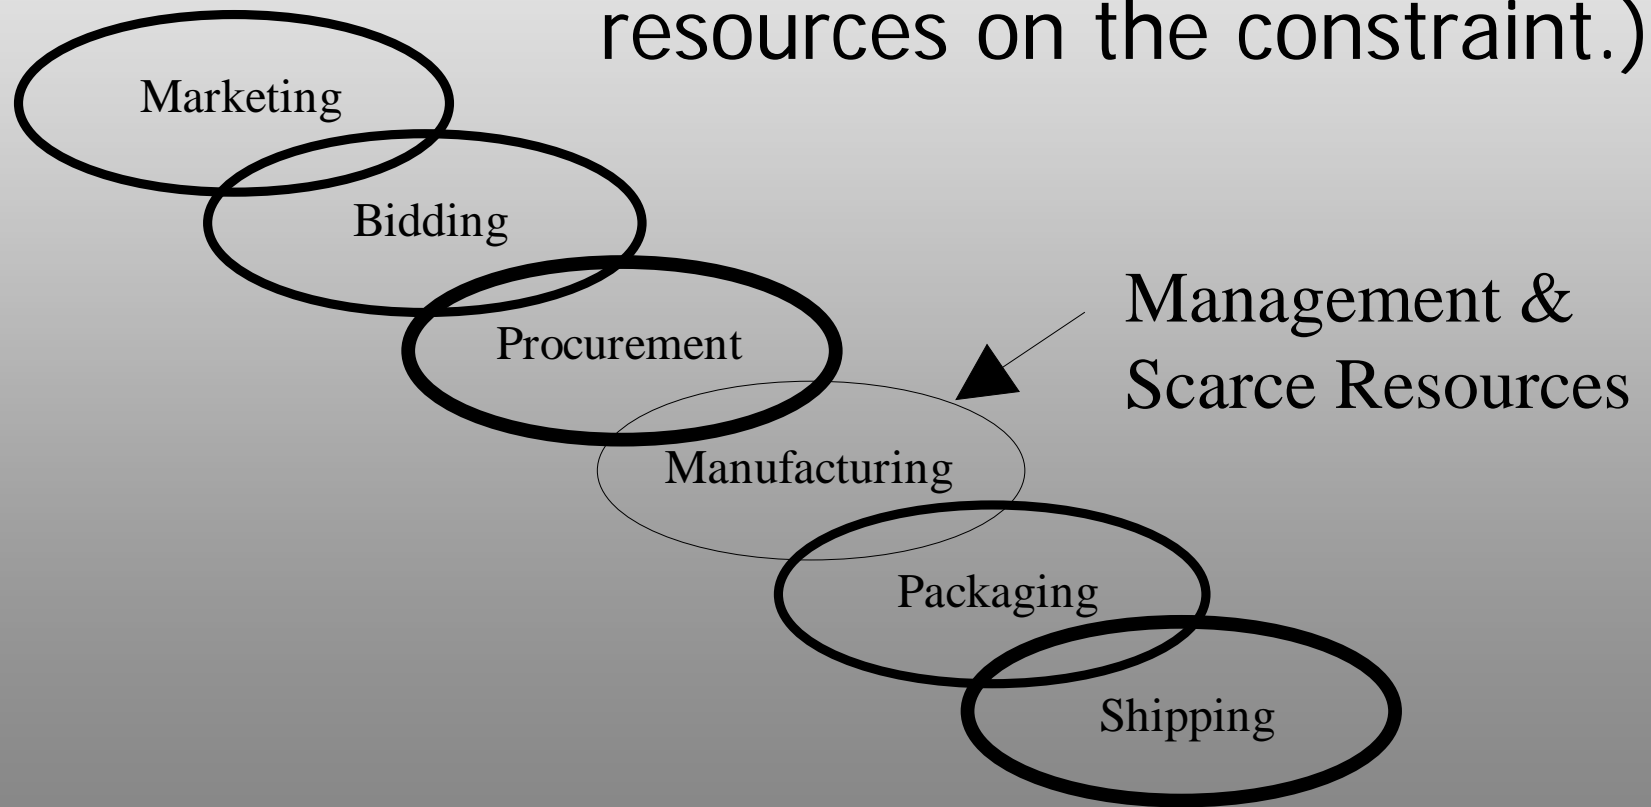 resources on the constraint.)
Marketing
Bidding
Management &
Scarce Resources
Procurement
Manufacturing
Packaging
Shipping